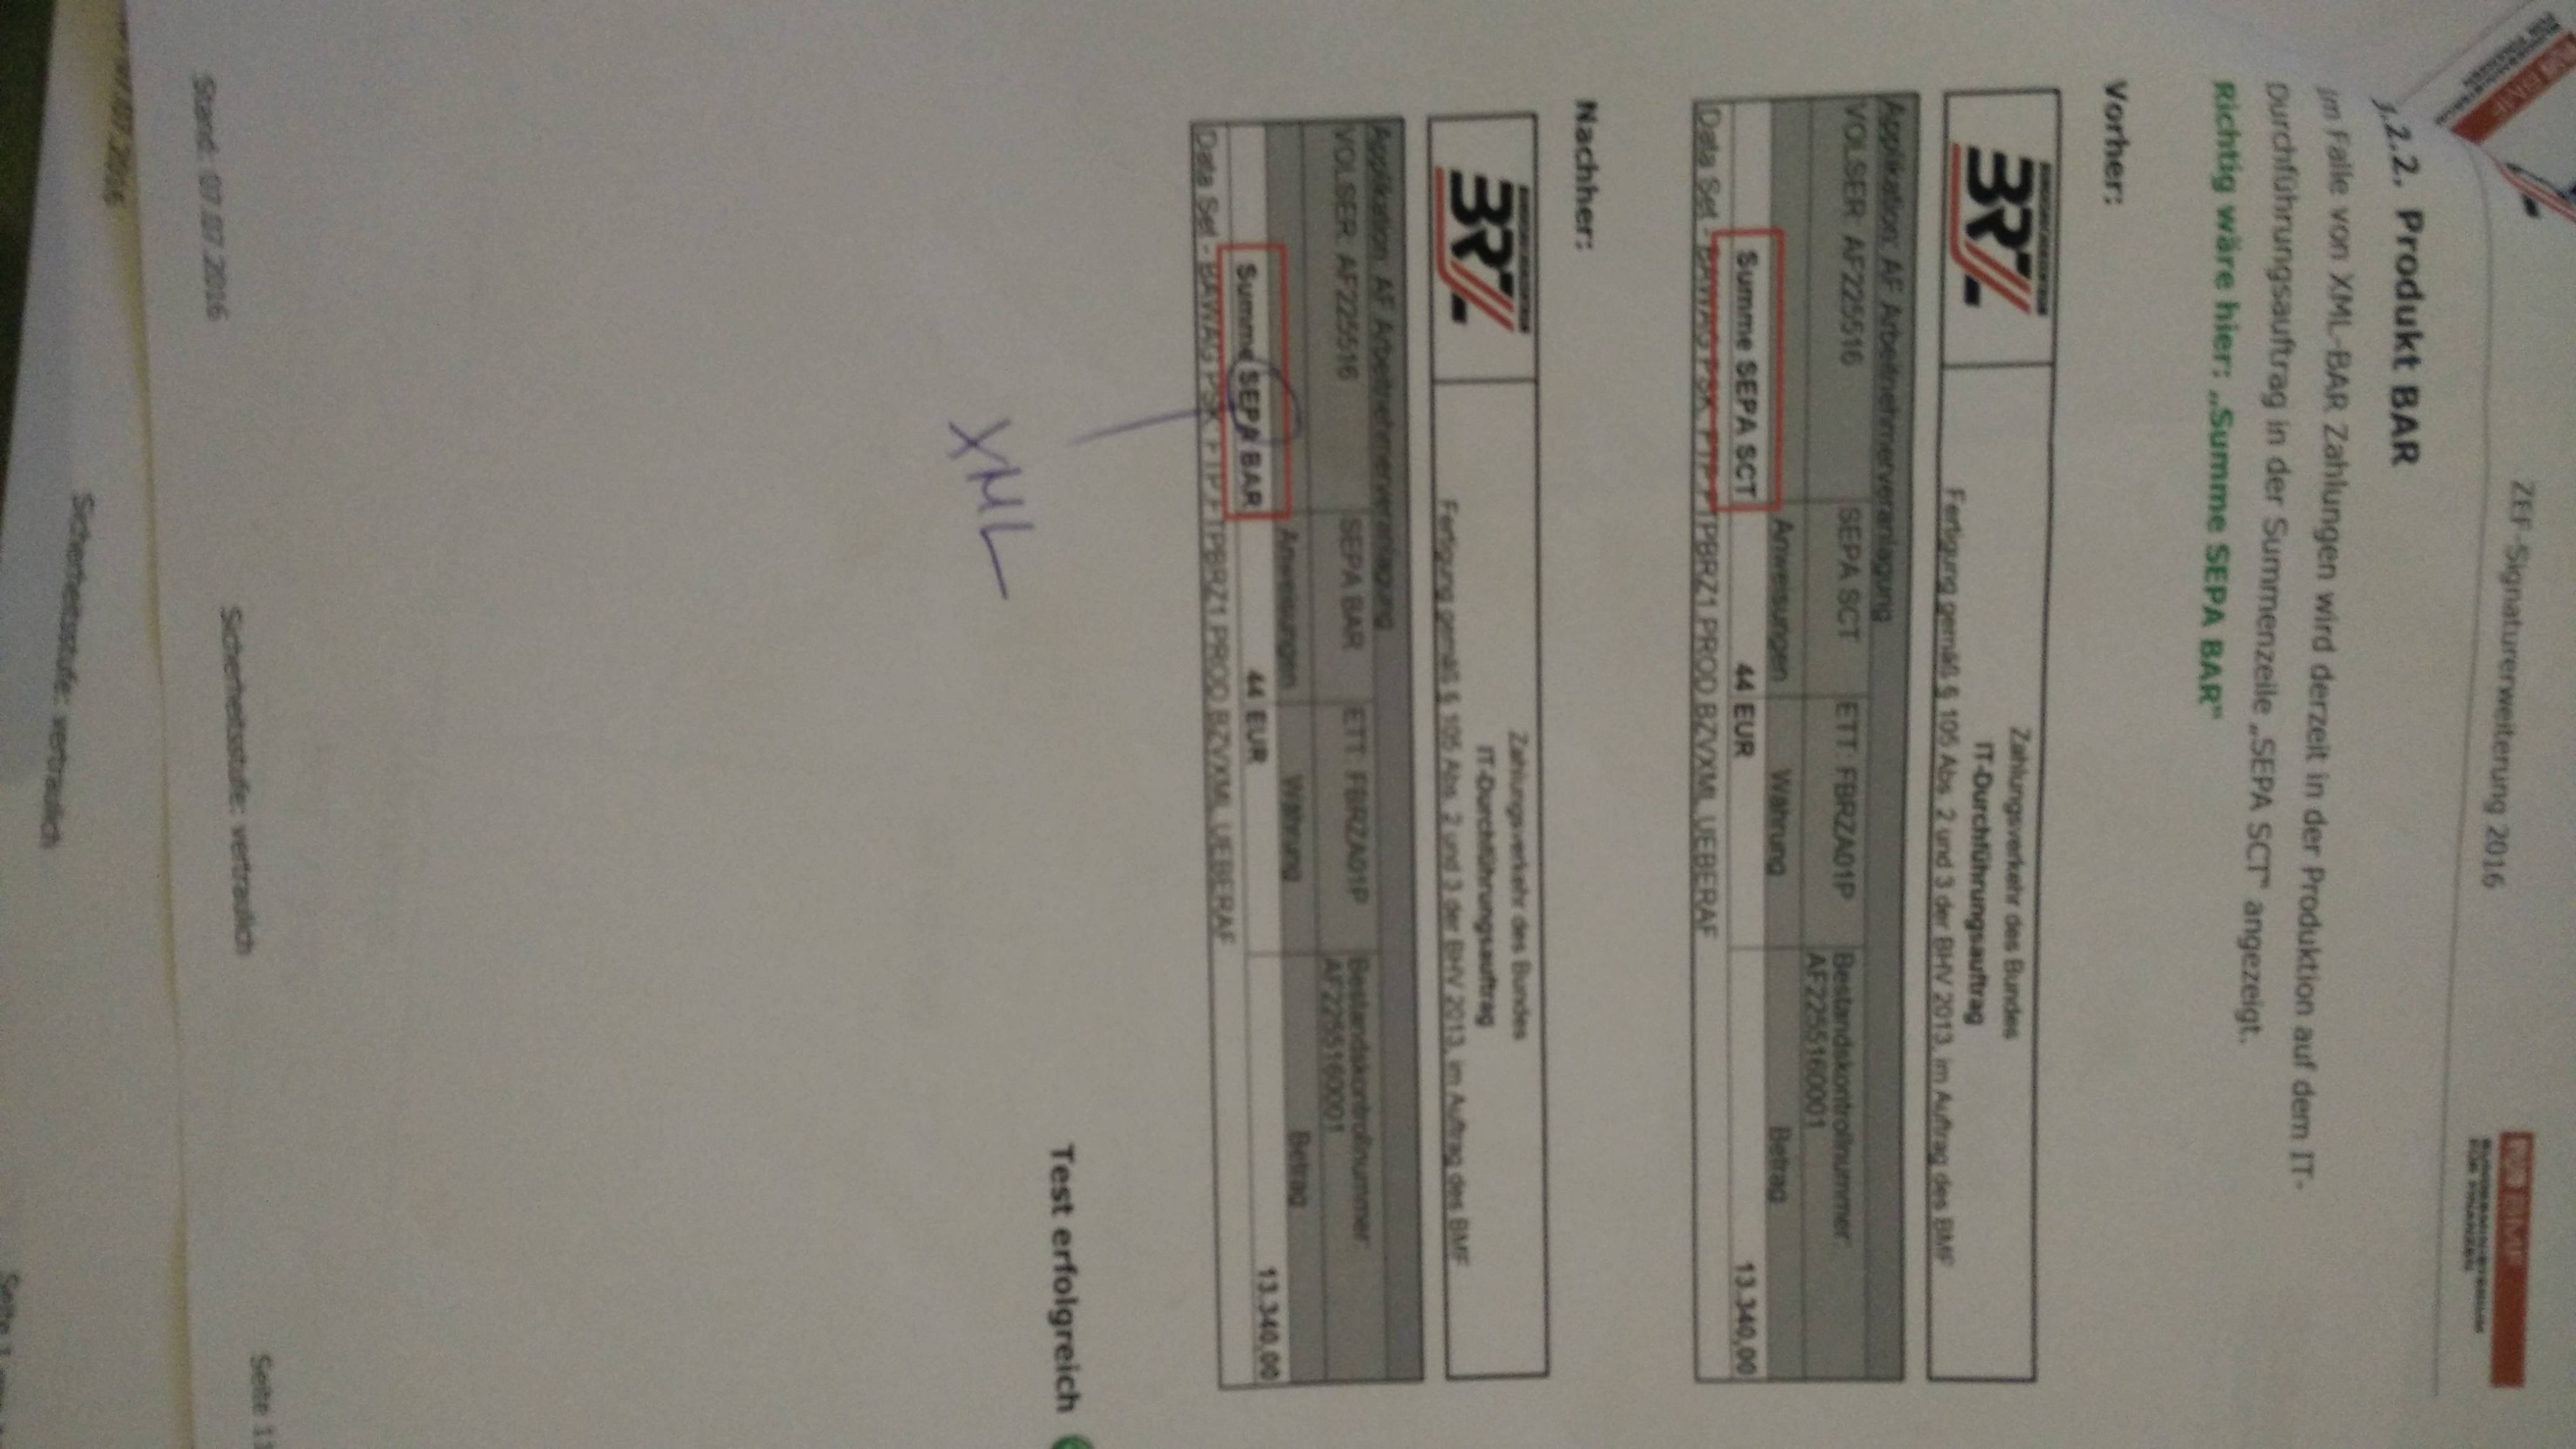 ZEF-Signaturerweiterung 2016
BMF
BUNDESMINISTERIUM
FÜR FINANZEN
BMF
BUNDESMINISTERIUM
FÜR FINANZEN
3.2.2. Produkt BAR
Im Falle von XML-BAR Zahlungen wird derzeit in der Produktion auf dem IT-
Durchführungsauftrag in der Summenzeile „SEPA SCT“ angezeigt.
Richtig wäre hier: „Summe SEPA BAR“
Vorher:
BUNDESRECHENZENTRUM
BRZ
Zahlungsverkehr des Bundes
IT-Durchführungsauftrag
Fertigung gemäß § 105 Abs. 2 und 3 der BHV 2013, im Auftrag des BMF
Applikation: AF Arbeitnehmerveranlagung
VOLSER: AF225516 SEPA SCT ETT: FBRZA01P Bestandskontrollnummer:
AF2255160001
Anweisungen Währung Betrag
Summe SEPA SCT 44 EUR 13.340,00
Data Set - BAWAG PSK. FTP.FTPBRZ1.PROD.BZVXML.UEBERAF
Nachher:
BUNDESRECHENZENTRUM
BRZ
Zahlungsverkehr des Bundes
IT-Durchführungsauftrag
Fertigung gemäß § 105 Abs. 2 und 3 der BHV 2013, im Auftrag des BMF
Applikation: AF Arbeitnehmerveranlagung
VOLSER: AF225516 SEPA BAR ETT: FBRZA01P Bestandskontrollnummer:
AF2255160001
Anweisungen Währung Betrag
Summe SEPA BAR 44 EUR 13.340,00
Data Set - BAWAG PSK. FTP.FTPBRZ1.PROD.BZVXML.UEBERAF
Test erfolgreich
XML
Stand: 07.07.2016 Sicherheitsstufe: vertraulich Seite 11
07.07.2016
Sicherheitsstufe: vertraulich
Seite